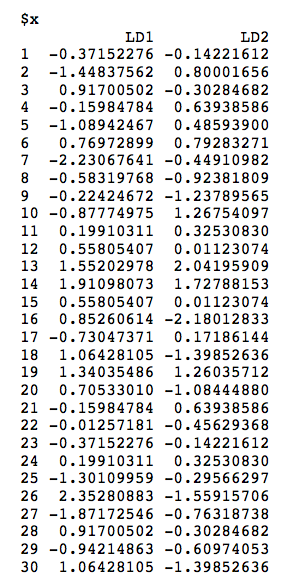 $x
LD1 LD2
1 -0.37152276 -0.14221612
2 -1.44837562 0.80001656
3 0.91700502 -0.30284682
4 -0.15984784 0.63938586
5 -1.08942467 0.48593900
6 0.76972899 0.79283271
7 -2.23067641 -0.44910982
8 -0.58319768 -0.92381809
9 -0.22424672 -1.23789565
10 -0.87774975 1.26754097
11 0.19910311 0.32530830
12 0.55805407 0.01123074
13 1.55202978 2.04195909
14 1.91098073 1.72788153
15 0.55805407 0.01123074
16 0.85260614 -2.18012833
17 -0.73047371 0.17186144
18 1.06428105 -1.39852636
19 1.34035486 1.26035712
20 0.70533010 -1.08444880
21 -0.15984784 0.63938586
22 -0.01257181 -0.45629368
23 -0.37152276 -0.14221612
24 0.19910311 0.32530830
25 -1.30109959 -0.29566297
26 2.35280883 -1.55915706
27 -1.87172546 -0.76318738
28 0.91700502 -0.30284682
29 -0.94214863 -0.60974053
30 1.06428105 -1.39852636